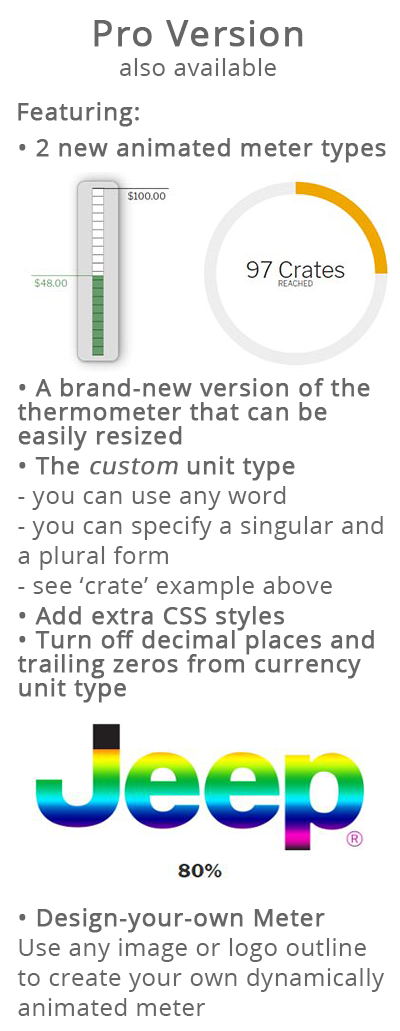 Pro Version
also available
Featuring:
• 2 new animated meter types
$100.00
$48.00
97 Crates
REACHED
• A brand-new version of the
thermometer that can be
easily resized
• The custom unit type
- you can use any word
- you can specify a singular and
a plural form
- see ‘crate’ example above
• Add extra CSS styles
• Turn off decimal places and
trailing zeros from currency
unit type
Jeep®
80%
• Design-your-own Meter
Use any image or logo outline
to create your own dynamically
animated meter